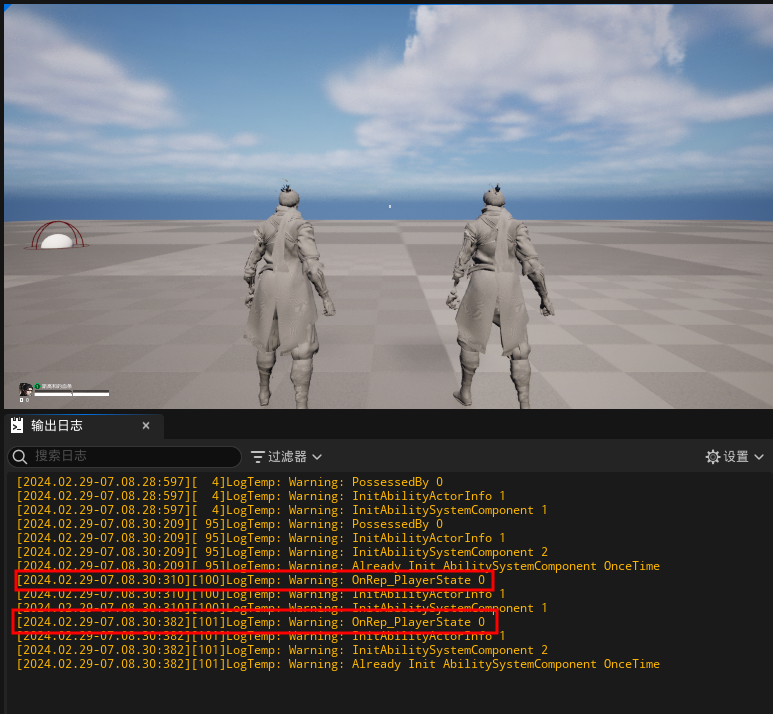 输出日志
搜索日志
过滤器
设置
[2024.02.29-07.08.28:597][  4]LogTemp: Warning: PossessedBy 0
[2024.02.29-07.08.28:597][  4]LogTemp: Warning: InitAbilityActorInfo 1
[2024.02.29-07.08.28:597][  4]LogTemp: Warning: InitAbilitySystemComponent 1
[2024.02.29-07.08.30:209][ 95]LogTemp: Warning: PossessedBy 0
[2024.02.29-07.08.30:209][ 95]LogTemp: Warning: InitAbilityActorInfo 1
[2024.02.29-07.08.30:209][ 95]LogTemp: Warning: InitAbilitySystemComponent 2
[2024.02.29-07.08.30:209][ 95]LogTemp: Warning: Already Init AbilitySystemComponent OnceTime
[2024.02.29-07.08.30:310][100]LogTemp: Warning: OnRep_PlayerState 0
[2024.02.29-07.08.30:310][100]LogTemp: Warning: InitAbilityActorInfo 1
[2024.02.29-07.08.30:310][100]LogTemp: Warning: InitAbilitySystemComponent 1
[2024.02.29-07.08.30:382][101]LogTemp: Warning: OnRep_PlayerState 0
[2024.02.29-07.08.30:382][101]LogTemp: Warning: InitAbilityActorInfo 1
[2024.02.29-07.08.30:382][101]LogTemp: Warning: InitAbilitySystemComponent 2
[2024.02.29-07.08.30:382][101]LogTemp: Warning: Already Init AbilitySystemComponent OnceTime